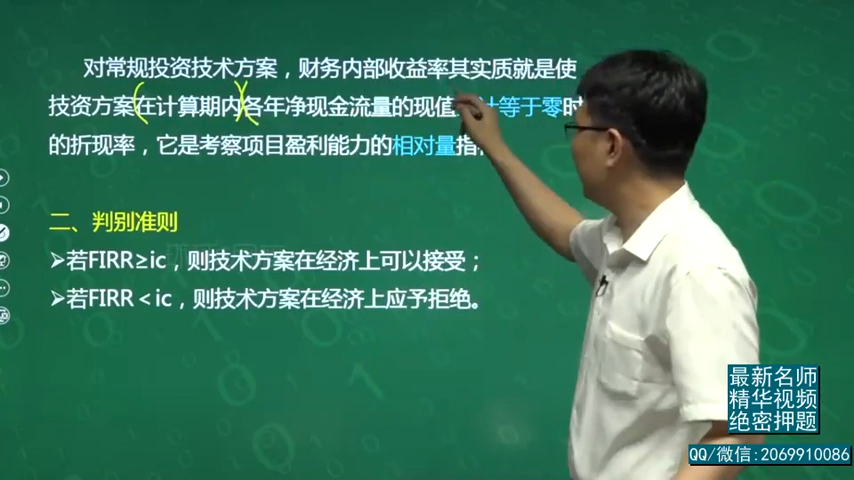 对常规投资技术方案，财务内部收益率其实质就是使
技资方案在计算期内各年净现金流量的现值计等于零时
的折现率，它是考察项目盈利能力的相对量指
二、判别准则
➢若FIRR≥ic，则技术方案在经济上可以接受；
➢若FIRR＜ic，则技术方案在经济上应予拒绝。
最新名师
精华视频
绝密押题
QQ/微信:2069910086